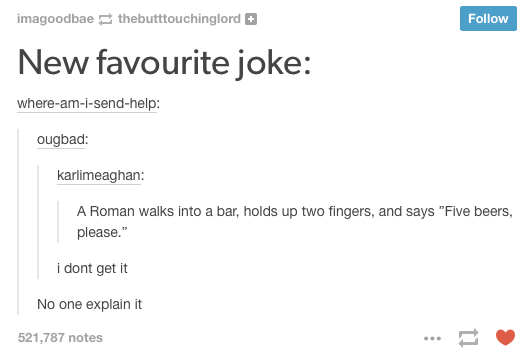 imagoodbae thebutttouchinglord
Follow
New favourite joke:
where-am-i-send-help:
ougbad:
karlimeaghan:
A Roman walks into a bar, holds up two fingers, and says ”Five beers,
please.”
i dont get it
No one explain it
521,787 notes